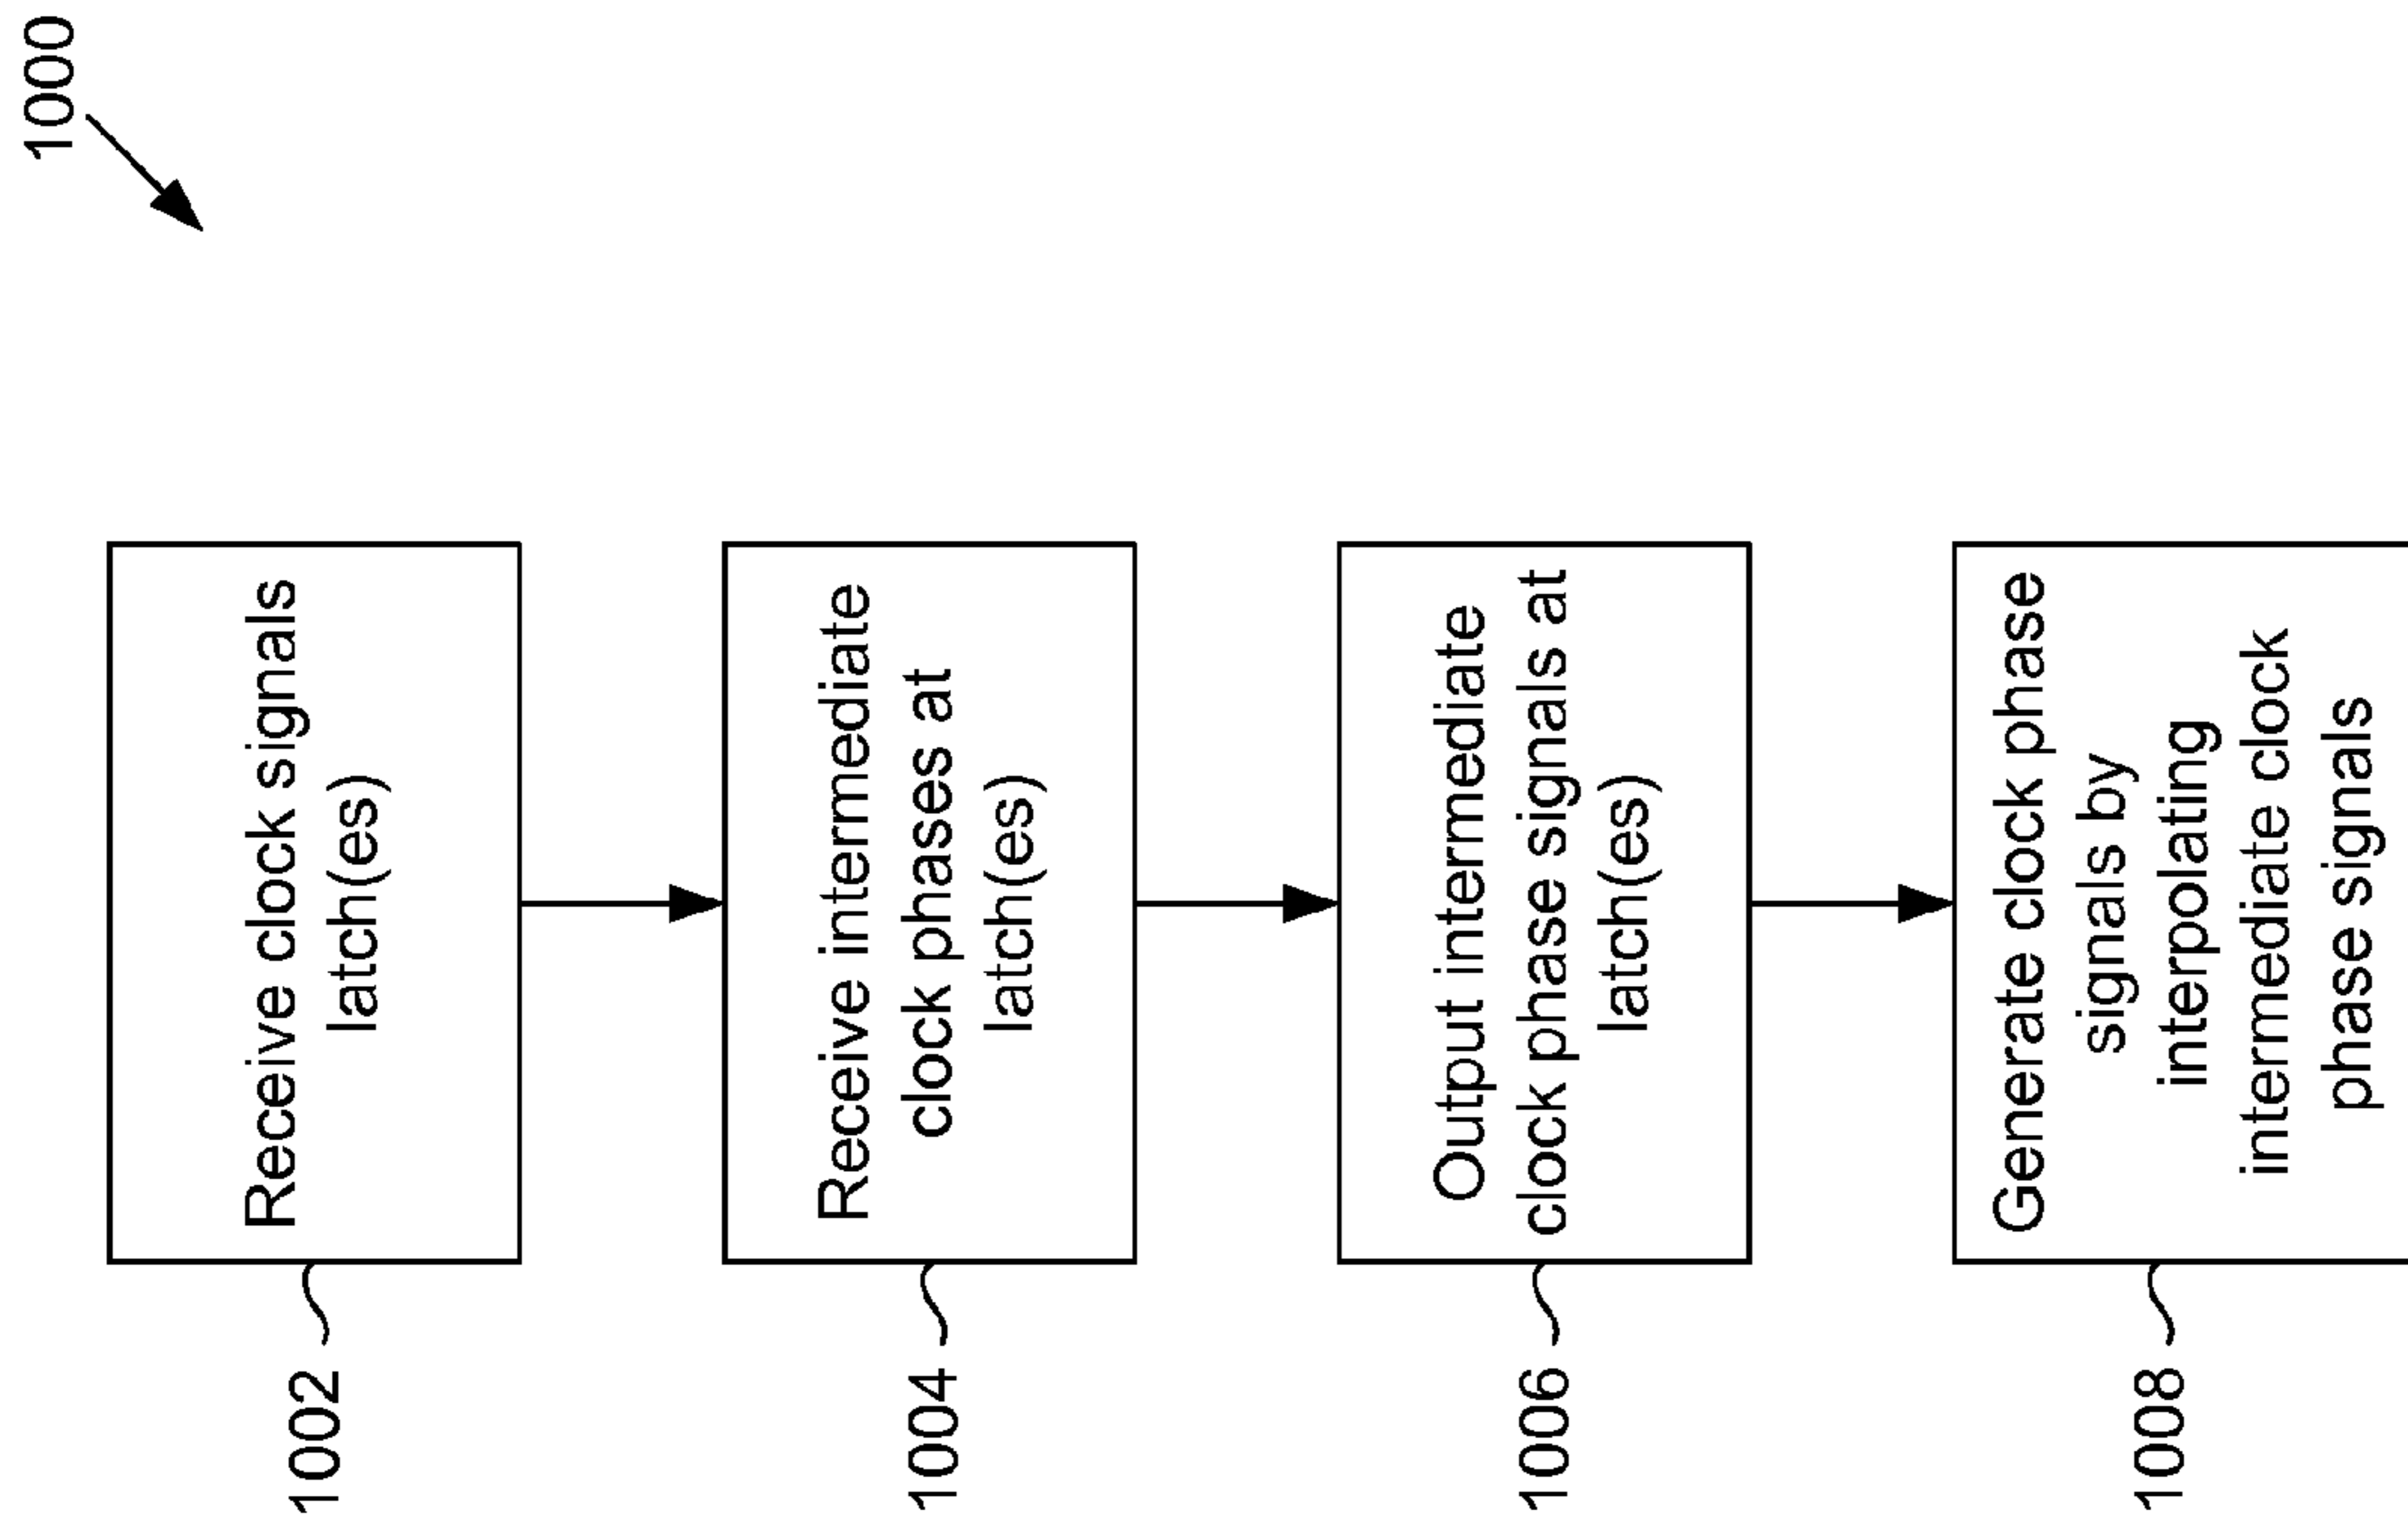 1000
1002
Receive clock signals
latch(es)
1004
Receive intermediate
clock phases at
latch(es)
1006
Output intermediate
clock phase signals at
latch(es)
1008
Generate clock phase
signals by
interpolating
intermediate clock
phase signals